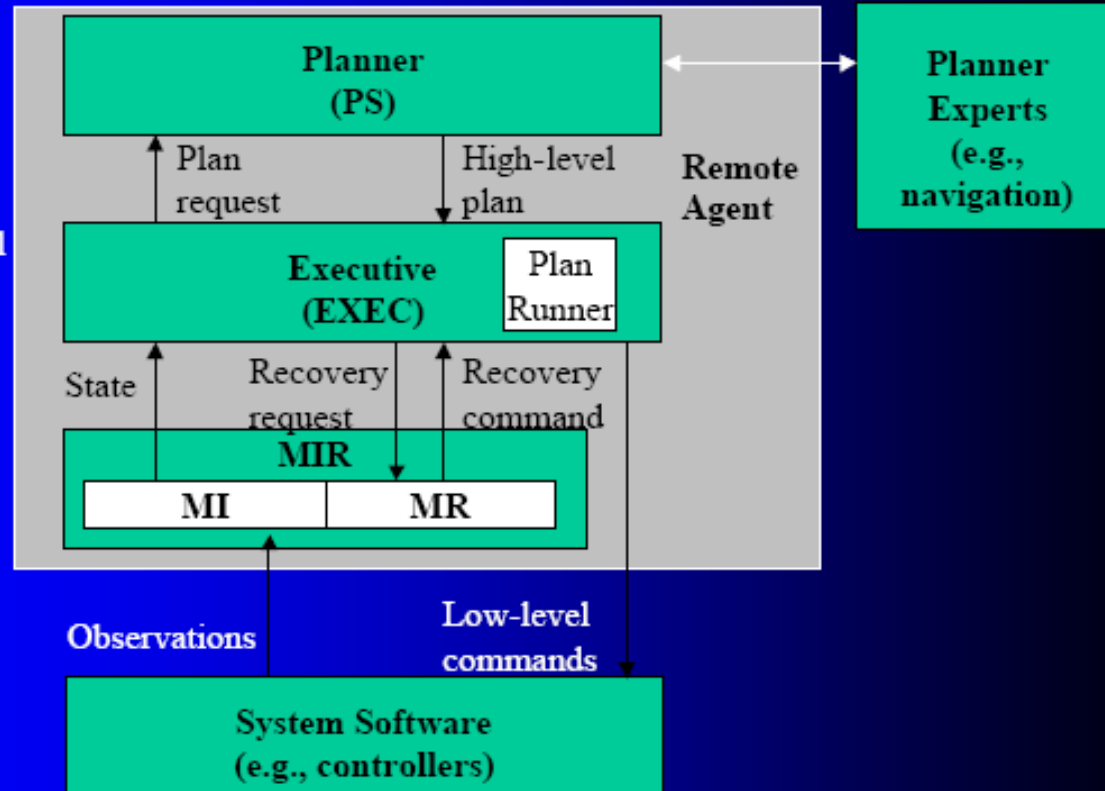 Planner
(PS)
Planner
Experts
(e.g.,
navigation)
Plan
request
High-level
plan
Remote
Agent
Executive
(EXEC)
Plan
Runner
State
Recovery
request
Recovery
command
MIR
MI
MR
Observations
Low-level
commands
System Software
(e.g., controllers)